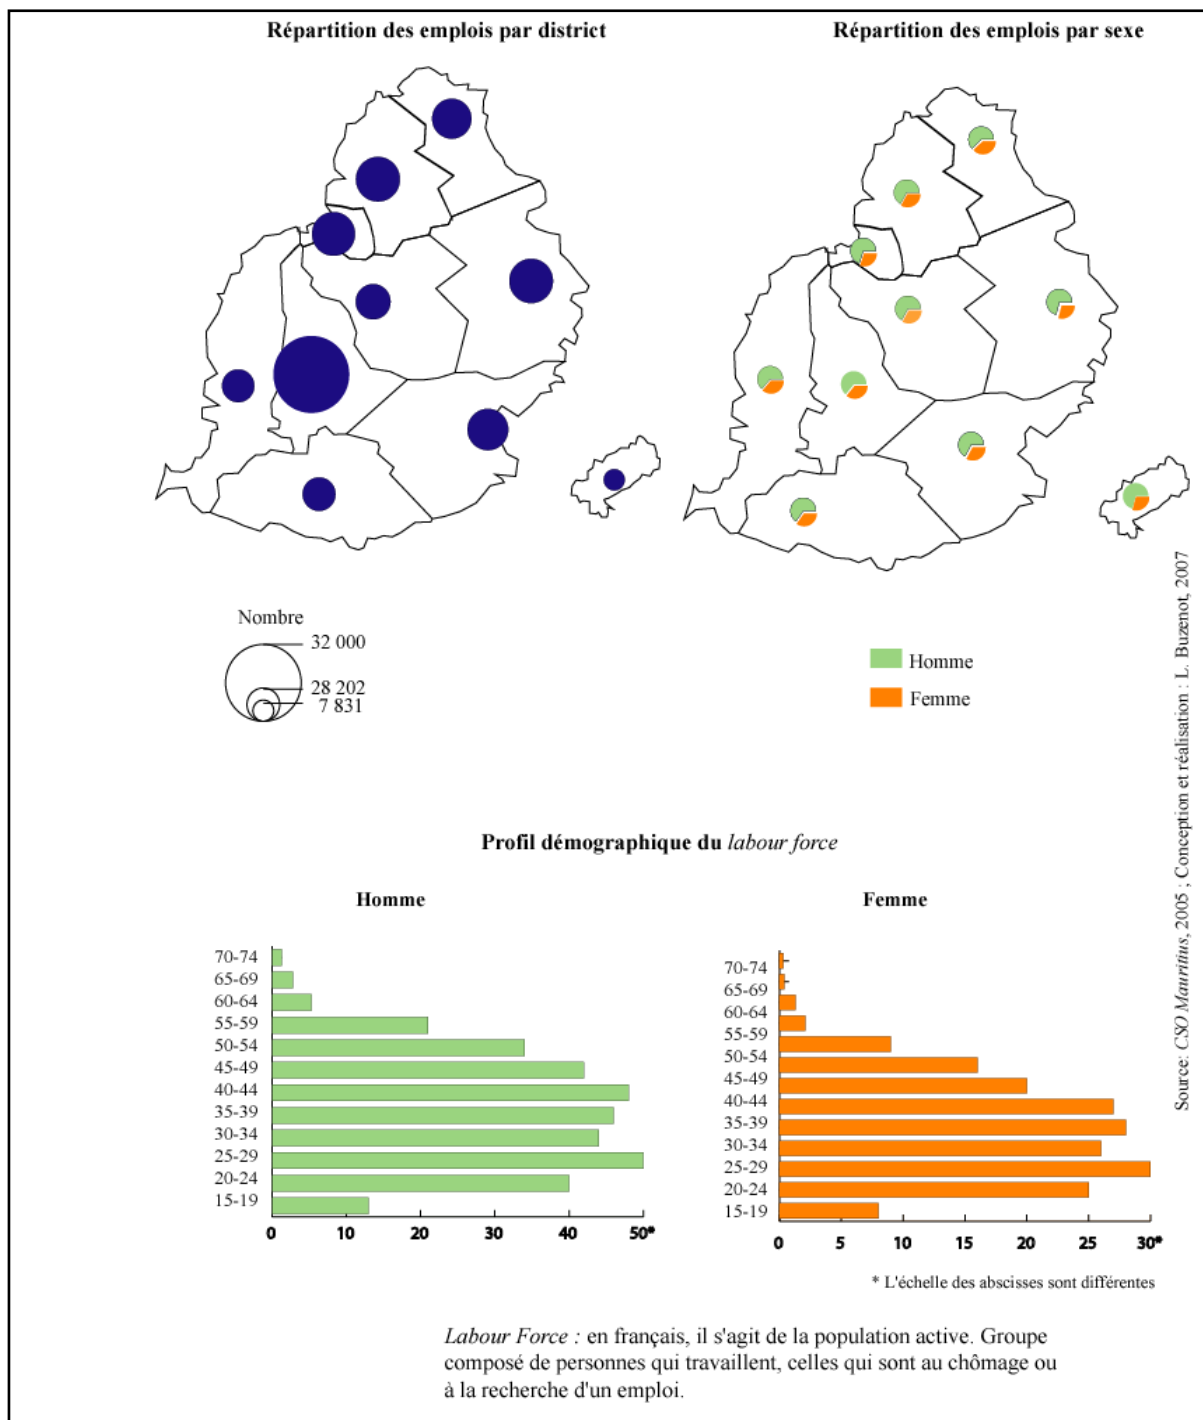 Répartition des emplois par district
Répartition des emplois par sexe
Nombre
32 000
28 202
7 831
Homme
Femme
Source: CSO Mauritius, 2005 ; Conception et réalisation : L. Buzenot, 2007
Profil démographique du labour force
Homme
70-74
65-69
60-64
55-59
50-54
45-49
40-44
35-39
30-34
25-29
20-24
15-19
0 10 20 30 40 50*
Femme
70-74
65-69
60-64
55-59
50-54
45-49
40-44
35-39
30-34
25-29
20-24
15-19
0 5 10 15 20 25 30*
* L'échelle des abscisses sont différentes
Labour Force : en français, il s'agit de la population active. Groupe
composé de personnes qui travaillent, celles qui sont au chômage ou
à la recherche d'un emploi.